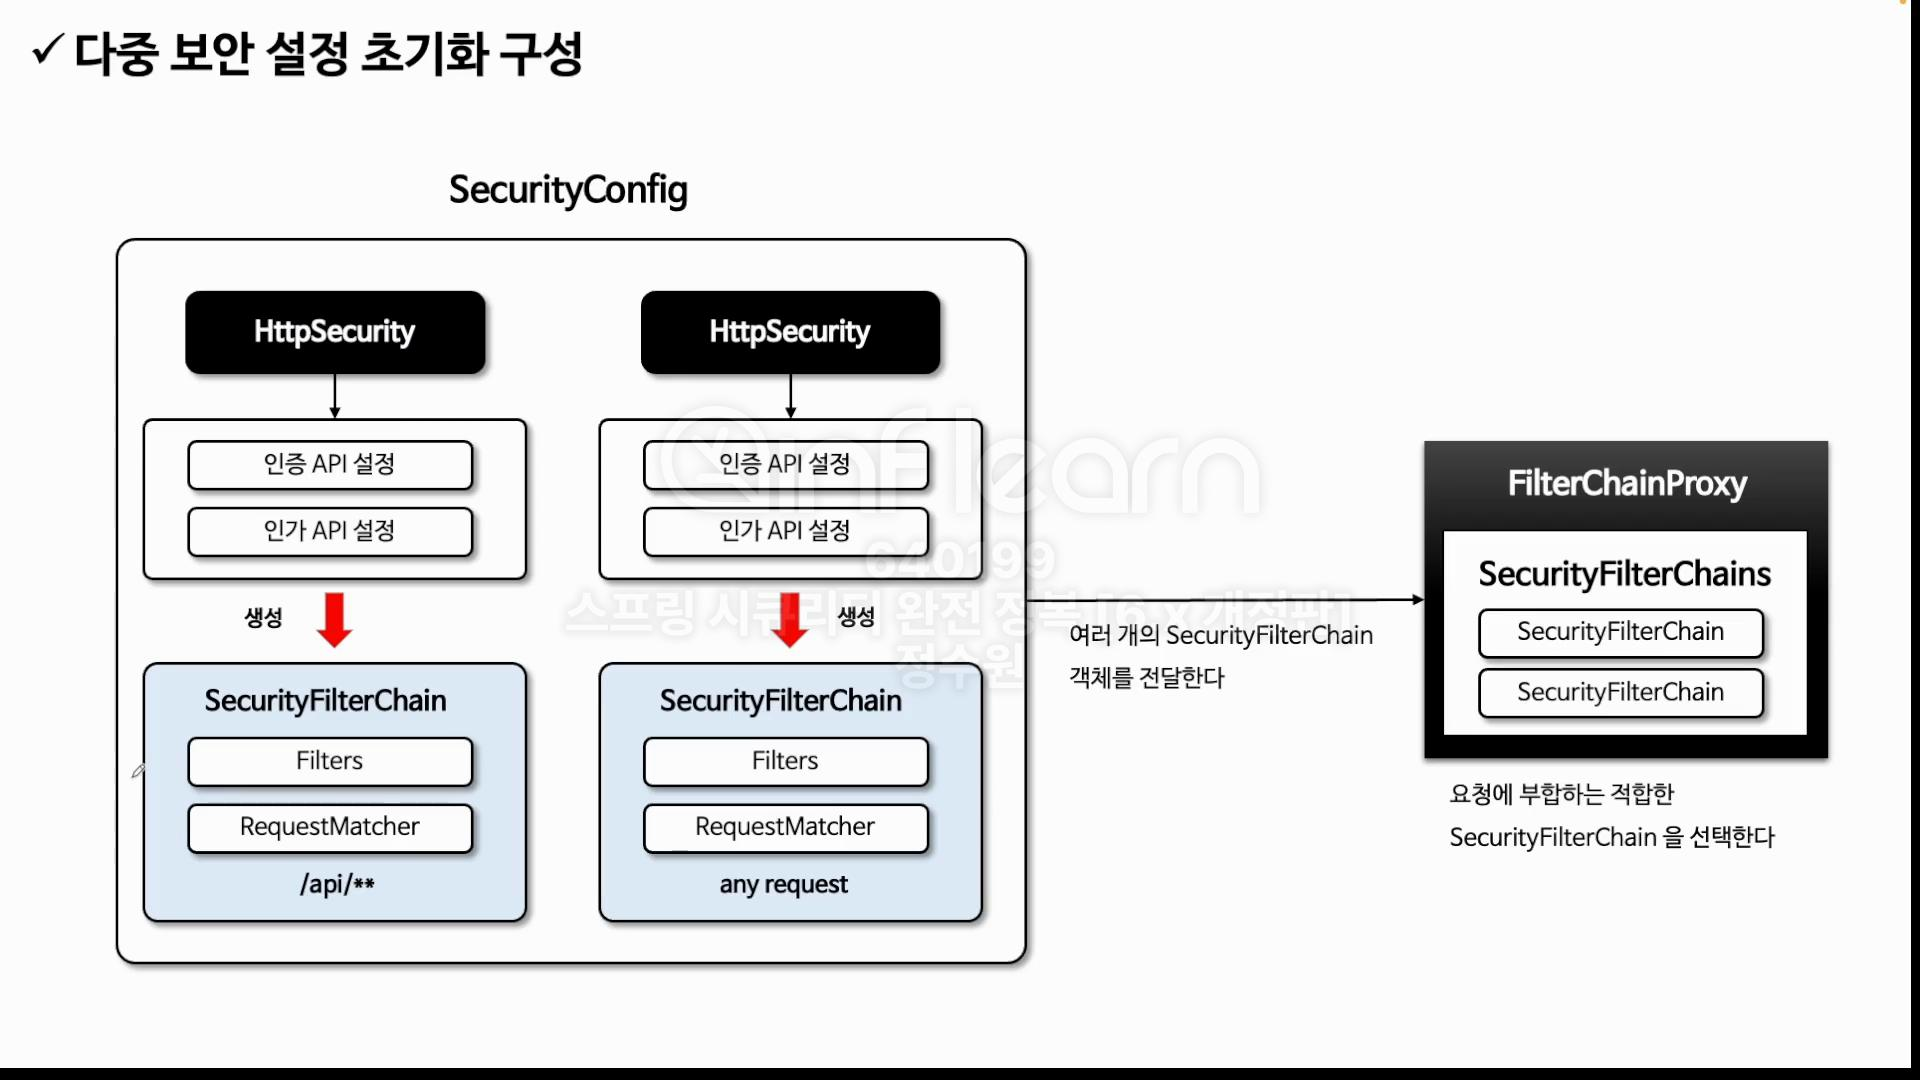 ✓ 다중 보안 설정 초기화 구성
SecurityConfig
HttpSecurity
인증 API 설정
인가 API 설정
생성
SecurityFilterChain
Filters
RequestMatcher
/api/**
HttpSecurity
인증 API 설정
인가 API 설정
생성
SecurityFilterChain
Filters
RequestMatcher
any request
inflearn
640199
스프링 시큐리티 완전 정복 [6.x 개정판]
정수원
여러 개의 SecurityFilterChain
객체를 전달한다
FilterChainProxy
SecurityFilterChains
SecurityFilterChain
SecurityFilterChain
요청에 부합하는 적합한
SecurityFilterChain 을 선택한다